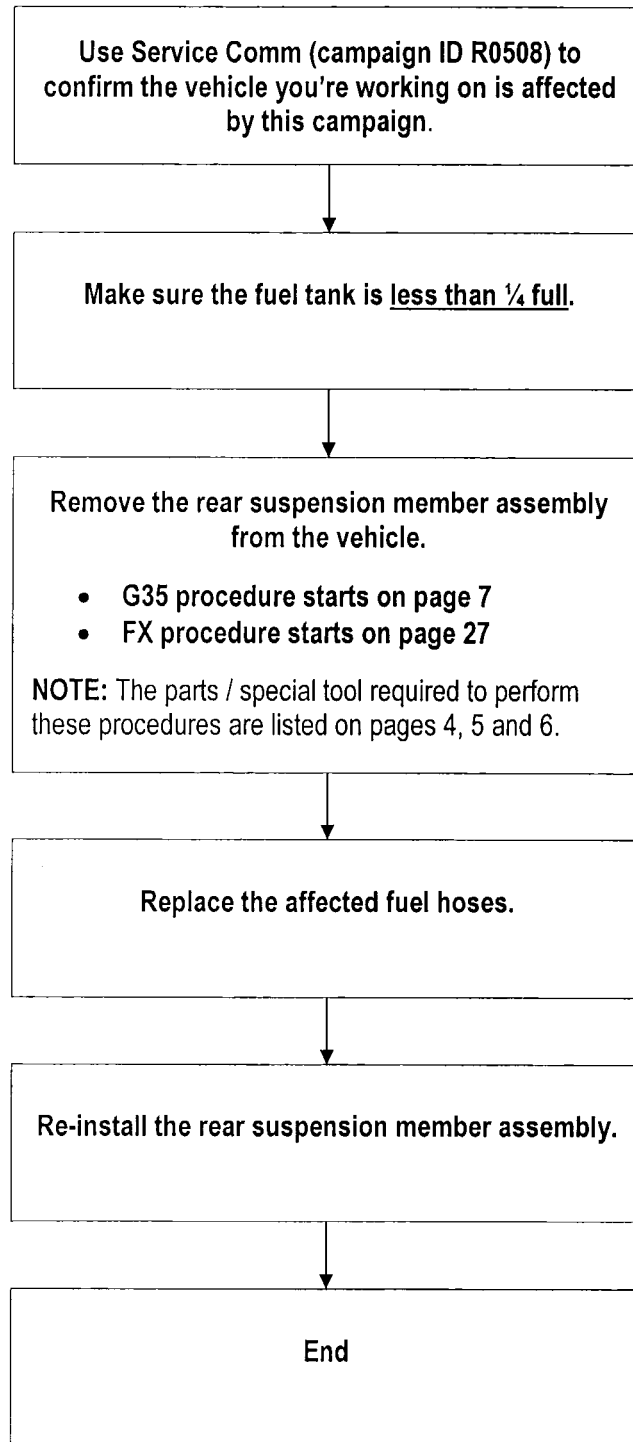 Use Service Comm (campaign ID R0508) to
confirm the vehicle you're working on is affected
by this campaign.
Make sure the fuel tank is less than ¼ full.
Remove the rear suspension member assembly
from the vehicle.
• G35 procedure starts on page 7
• FX procedure starts on page 27
NOTE: The parts / special tool required to perform
these procedures are listed on pages 4, 5 and 6.
Replace the affected fuel hoses.
Re-install the rear suspension member assembly.
End